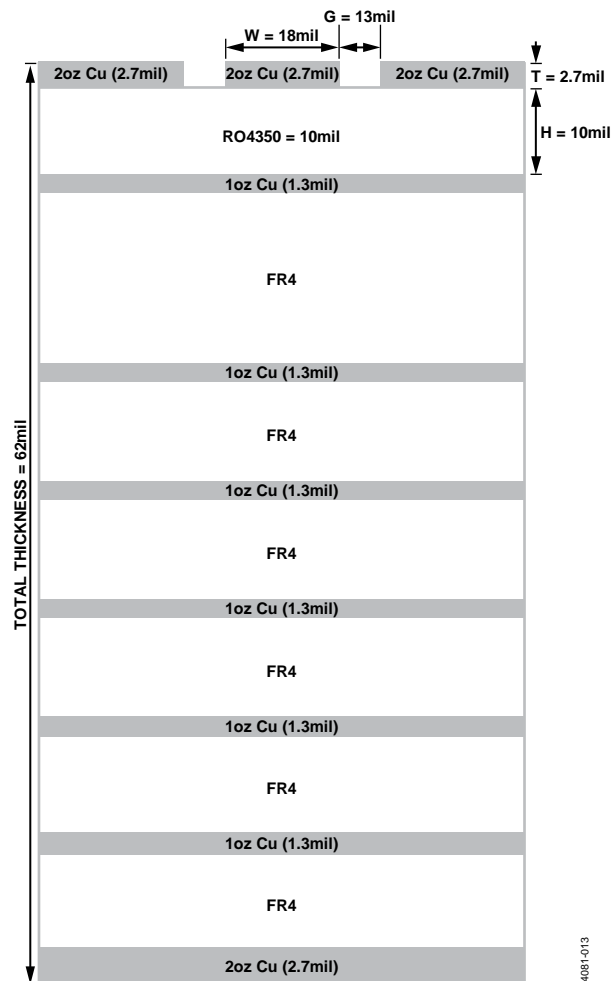 G = 13mil
W = 18mil
2oz Cu (2.7mil)
2oz Cu (2.7mil)
2oz Cu (2.7mil)
T = 2.7mil
RO4350 = 10mil
H = 10mil
1oz Cu (1.3mil)
FR4
1oz Cu (1.3mil)
FR4
1oz Cu (1.3mil)
FR4
1oz Cu (1.3mil)
FR4
1oz Cu (1.3mil)
FR4
1oz Cu (1.3mil)
FR4
2oz Cu (2.7mil)
TOTAL THICKNESS = 62mil
4081-013